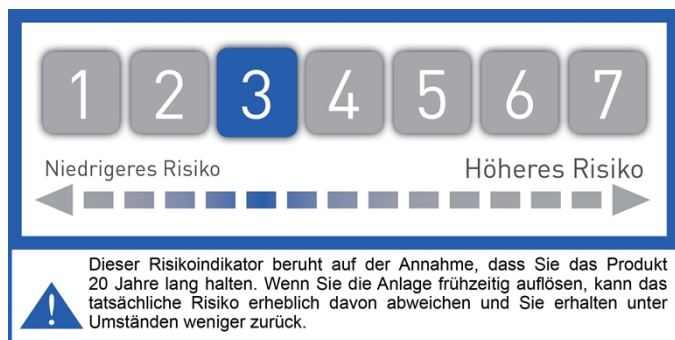 1 2 3 4 5 6 7
Niedrigeres Risiko Höheres Risiko
Dieser Risikoindikator beruht auf der Annahme, dass Sie das Produkt
20 Jahre lang halten. Wenn Sie die Anlage frühzeitig auflösen, kann das
tatsächliche Risiko erheblich davon abweichen und Sie erhalten unter
Umständen weniger zurück.